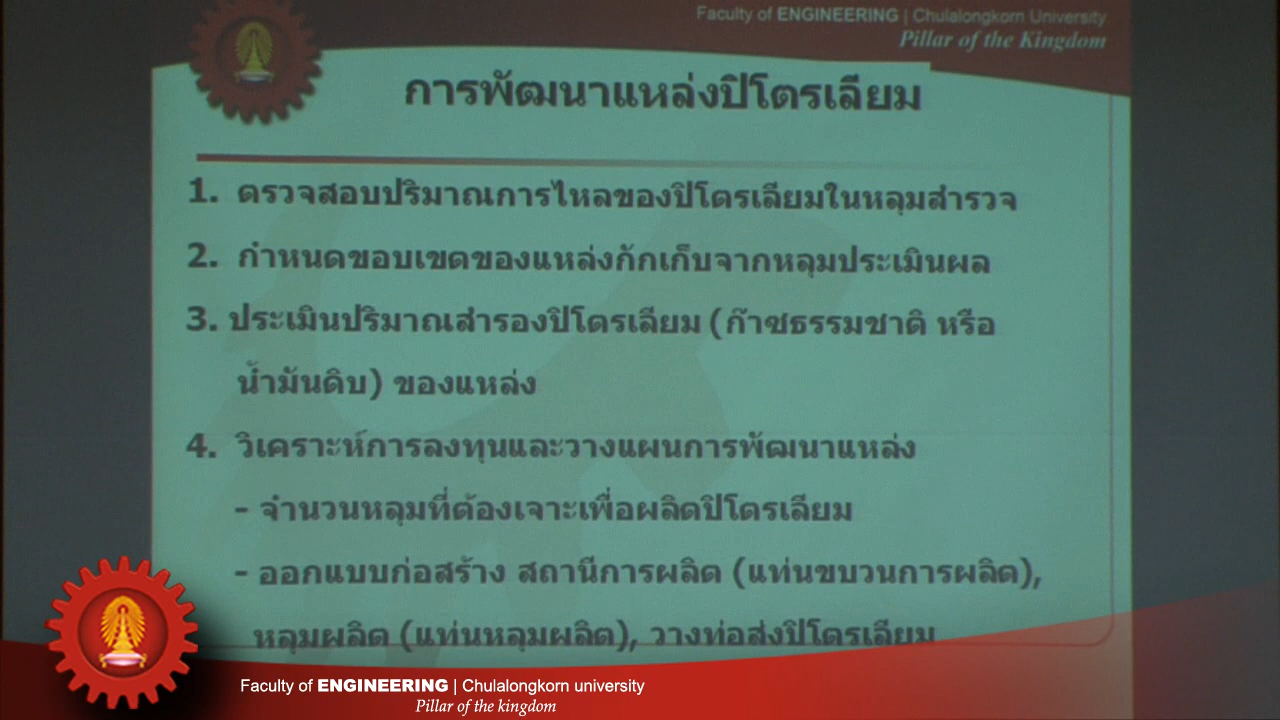 Faculty of ENGINEERING | Chulalongkorn University
Pillar of the Kingdom
การพัฒนาแหล่งปิโตรเลียม
1. ตรวจสอบปริมาณการไหลของปิโตรเลียมในหลุมสำรวจ
2. กำหนดขอบเขตของแหล่งกักเก็บจากหลุมประเมินผล
3. ประเมินปริมาณสำรองปิโตรเลียม (ก๊าซธรรมชาติ หรือ
น้ำมันดิบ) ของแหล่ง
4. วิเคราะห์การลงทุนและวางแผนการพัฒนาแหล่ง
- จำนวนหลุมที่ต้องเจาะเพื่อผลิตปิโตรเลียม
- ออกแบบก่อสร้าง สถานีการผลิต (แท่นขบวนการผลิต),
หลุมผลิต (แท่นหลุมผลิต), วางท่อส่งปิโตรเลียม
Faculty of ENGINEERING | Chulalongkorn university
Pillar of the kingdom